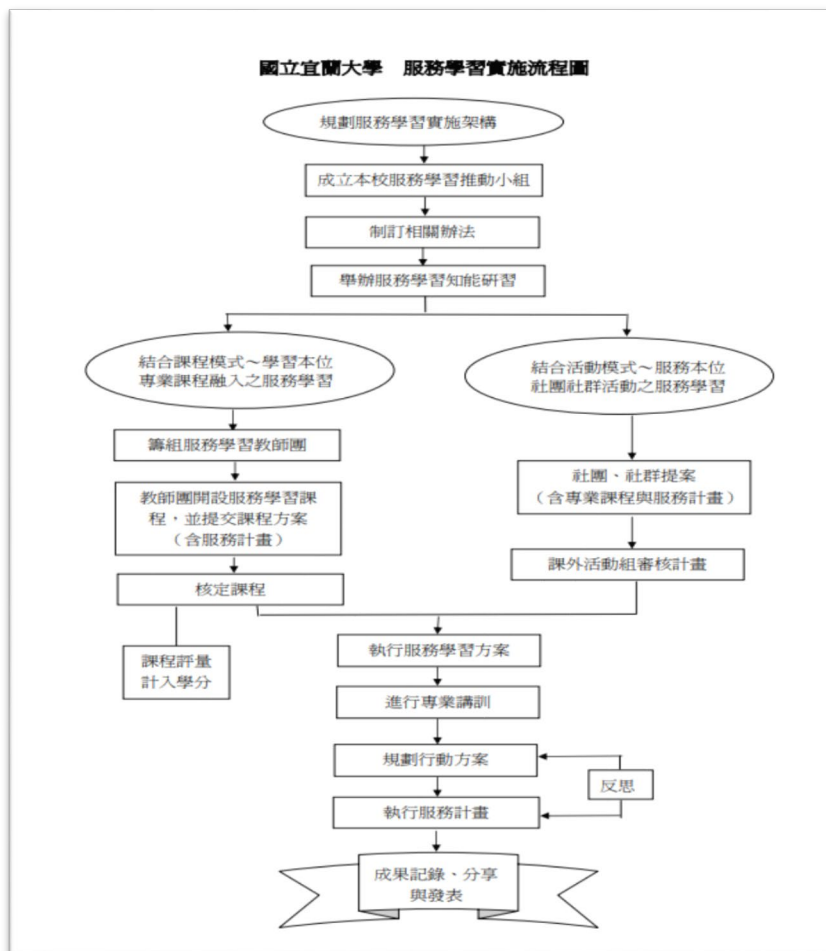 國立宜蘭大學　服務學習實施流程圖
規劃服務學習實施架構
成立本校服務學習推動小組
制訂相關辦法
舉辦服務學習知能研習
結合課程模式～學習本位
專業課程融入之服務學習
結合活動模式～服務本位
社團社群活動之服務學習
籌組服務學習教師團
社團、社群提案
（含專業課程與服務計畫）
教師團開設服務學習課
程，並提交課程方案
（含服務計畫）
課外活動組審核計畫
核定課程
課程評量
計入學分
執行服務學習方案
進行專業講訓
規劃行動方案
反思
執行服務計畫
成果記錄、分享
與發表